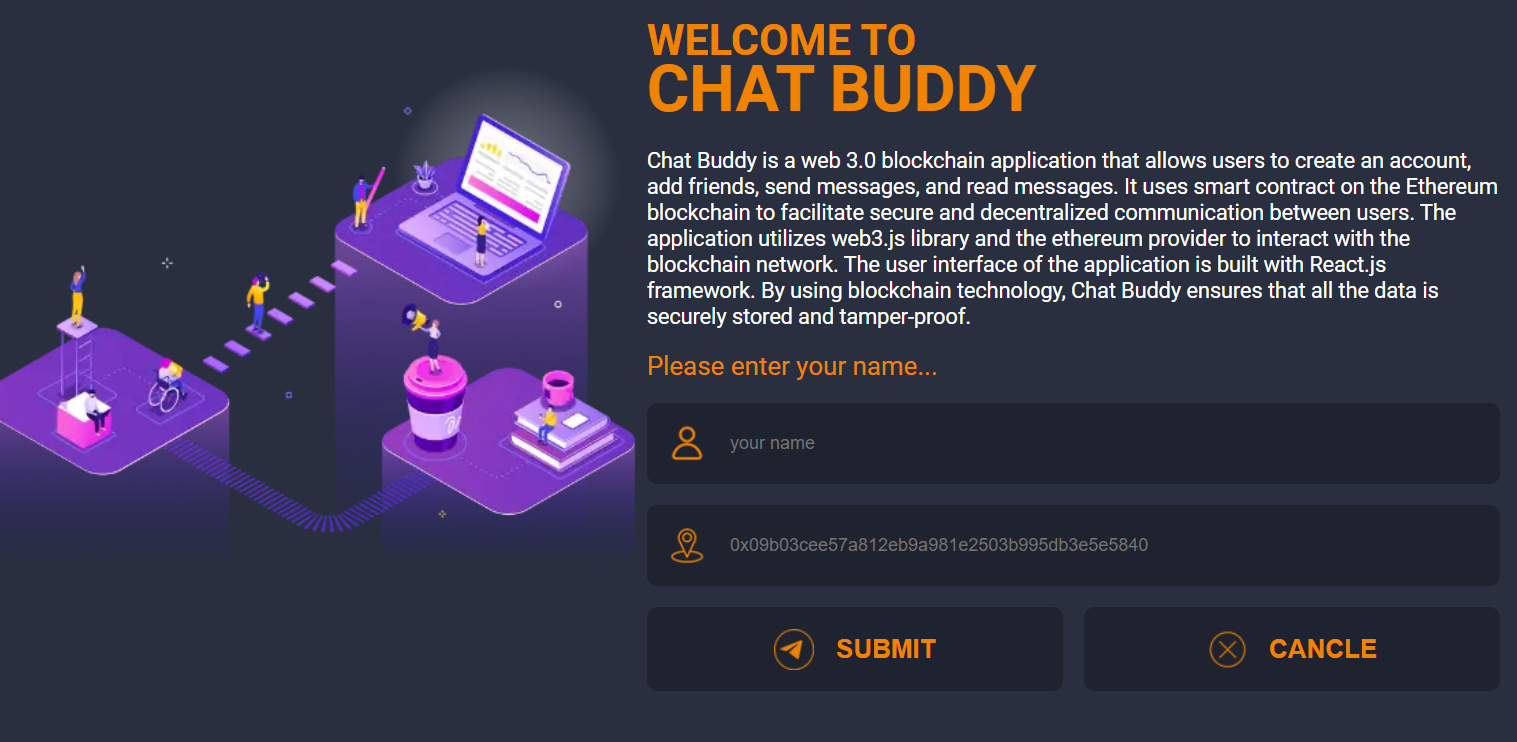 WELCOME TO
CHAT BUDDY
Chat Buddy is a web 3.0 blockchain application that allows users to create an account,
add friends, send messages, and read messages. It uses smart contract on the Ethereum
blockchain to facilitate secure and decentralized communication between users. The
application utilizes web3.js library and the ethereum provider to interact with the
blockchain network. The user interface of the application is built with React.js
framework. By using blockchain technology, Chat Buddy ensures that all the data is
securely stored and tamper-proof.
Please enter your name...
your name
0x09b03cee57a812eb9a981e2503b995db3e5e5840
SUBMIT
CANCLE